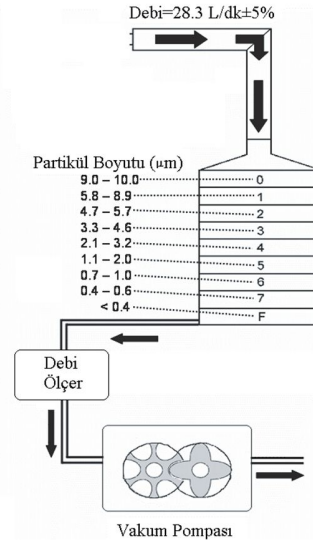 Debi=28.3 L/dk±5%
Partikül Boyutu (µm)
9.0 – 10.0 0
5.8 – 8.9 1
4.7 – 5.7 2
3.3 – 4.6 3
2.1 – 3.2 4
1.1 – 2.0 5
0.7 – 1.0 6
0.4 – 0.6 7
< 0.4 F
Debi
Ölçer
Vakum Pompası